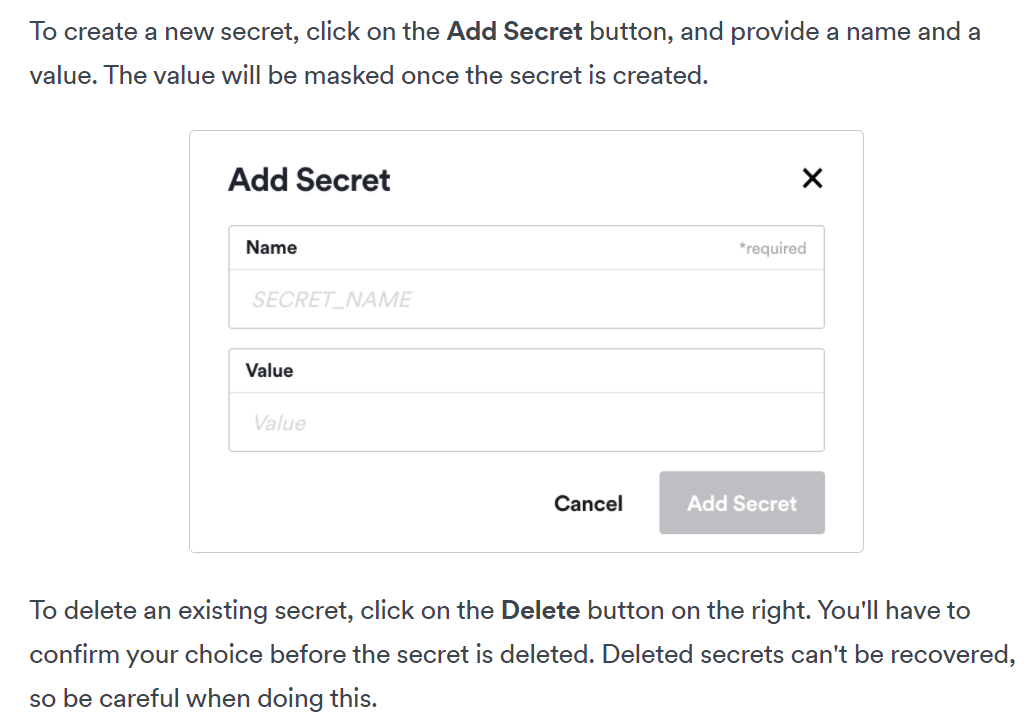 To create a new secret, click on the Add Secret button, and provide a name and a
value. The value will be masked once the secret is created.
Add Secret
Name *required
SECRET_NAME
Value
Value
Cancel Add Secret
To delete an existing secret, click on the Delete button on the right. You'll have to
confirm your choice before the secret is deleted. Deleted secrets can't be recovered,
so be careful when doing this.